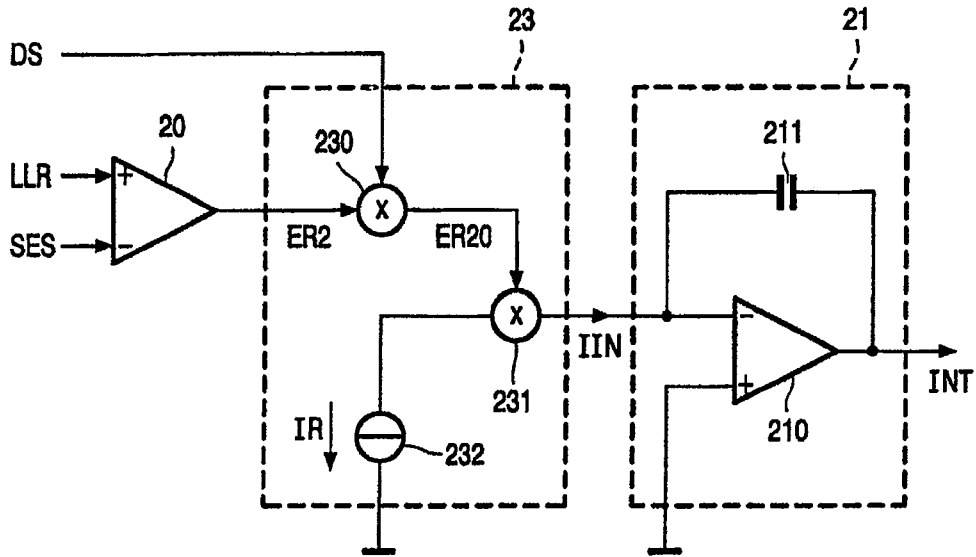 DS
23
21
20
230
211
LLR
+
X
SES
−
ER2
ER20
X
IIN
−
INT
231
+
IR
232
210